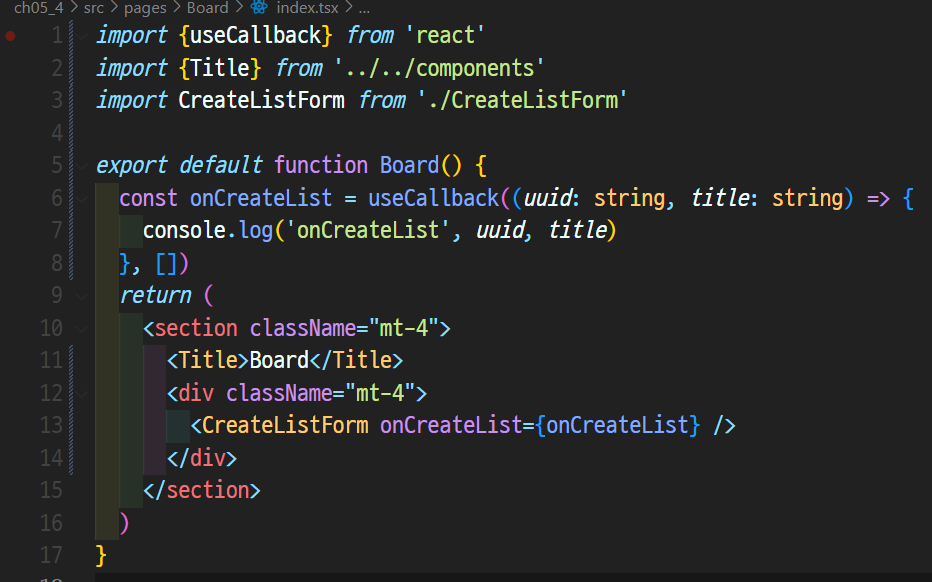 ch05_4 > src > pages > Board > index.tsx > ...
1 import {useCallback} from 'react'
2 import {Title} from '../../components'
3 import CreateListForm from './CreateListForm'
4
5 export default function Board() {
6 const onCreateList = useCallback((uuid: string, title: string) => {
7 console.log('onCreateList', uuid, title)
8 }, [])
9 return (
10 <section className="mt-4">
11 <Title>Board</Title>
12 <div className="mt-4">
13 <CreateListForm onCreateList={onCreateList} />
14 </div>
15 </section>
16 )
17 }